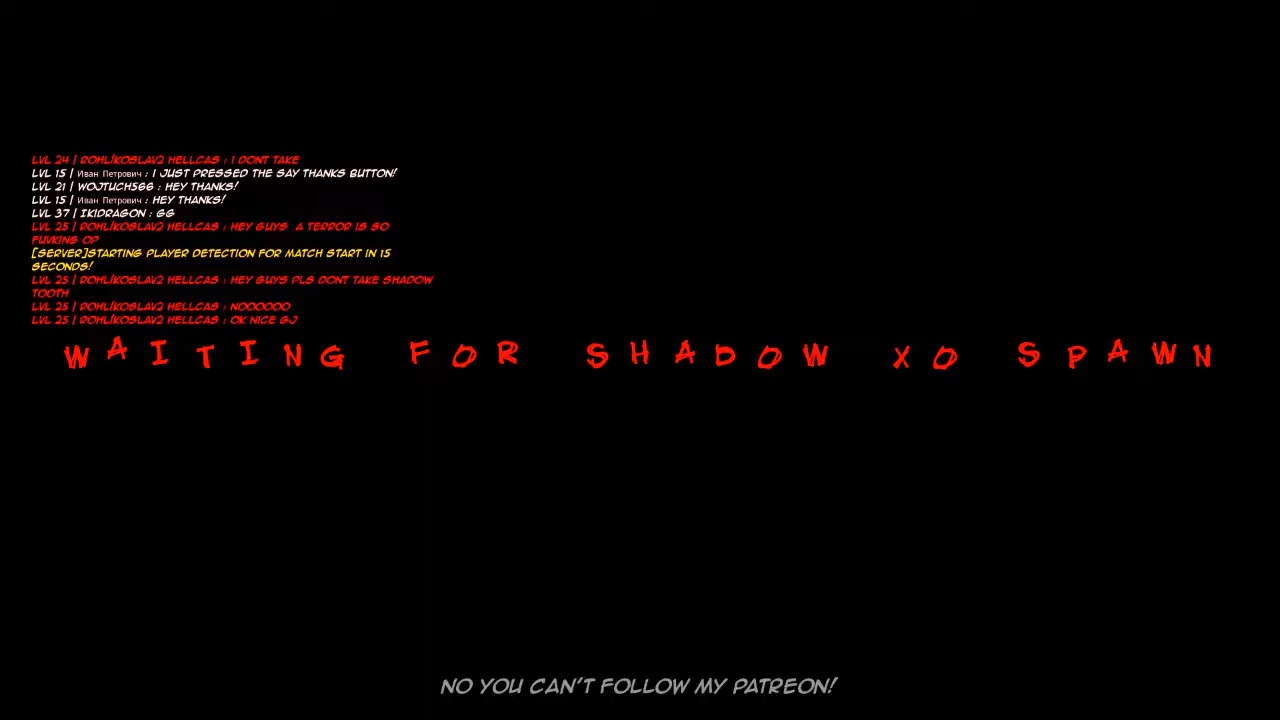 LVL 24 | ROHLÍKOSLAV2 HELLCAS : I DONT TAKE
LVL 15 | Иван Петрович : I JUST PRESSED THE SAY THANKS BUTTON!
LVL 21 | WOJTUCH566 : HEY THANKS!
LVL 15 | Иван Петрович : HEY THANKS!
LVL 37 | IKIDRAGON : GG
LVL 25 | ROHLÍKOSLAV2 HELLCAS : HEY GUYS A TERROR IS SO
FUVKING OP
[SERVER]STARTING PLAYER DETECTION FOR MATCH START IN 15
SECONDS!
LVL 25 | ROHLÍKOSLAV2 HELLCAS : HEY GUYS PLS DONT TAKE SHADOW
TOOTH
LVL 25 | ROHLÍKOSLAV2 HELLCAS : NOOOOOO
LVL 25 | ROHLÍKOSLAV2 HELLCAS : OK NICE GJ
WAITING FOR SHADOW XO SPAWN
NO YOU CAN'T FOLLOW MY PATREON!